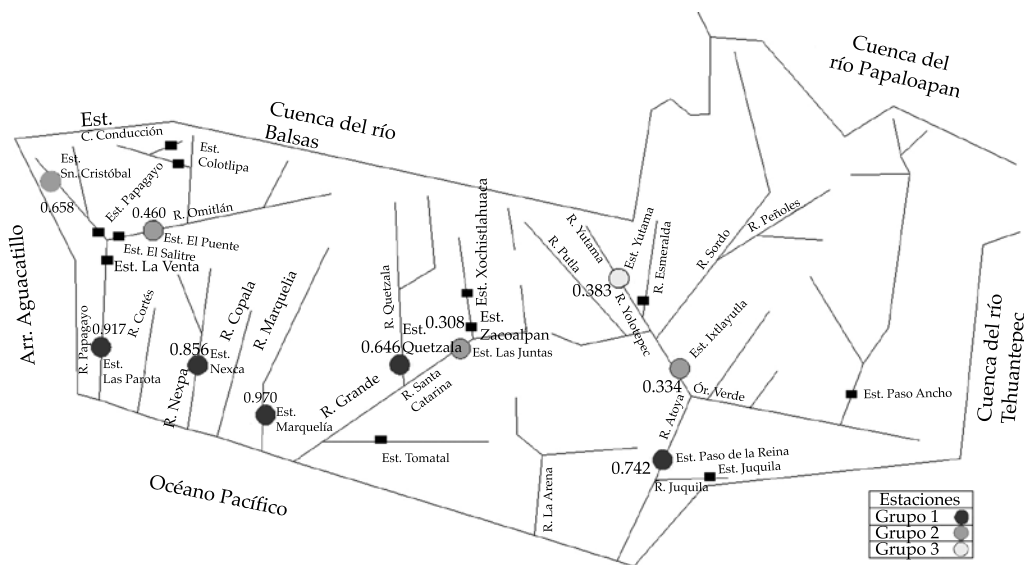 Cuenca del
río Papaloapan
Cuenca del río
Balsas
Est.
C. Conducción
Est.
Colotlipa
Est.
Sn. Cristóbal
0.658
Est. Papagayo
0.460
R. Omitlán
Est. El Puente
Est. El Salitre
Est. La Venta
Arr. Aguacatillo
R. Papagayo
0.917
Est.
Las Parota
R. Cortés
0.856
Est.
Nexca
R. Nexpa
R. Copala
R. Marquelia
0.970
Est.
Marquelía
R. Quetzala
Est. Xochistlahuaca
0.308
Est.
Zacoalpan
Est.
0.646
Quetzala
Est. Las Juntas
R. Grande
R. Santa
Catarina
Est. Tomatal
R. Yutama
R. Putla
Est. Yutama
R. Esmeralda
0.383
R. Yolotepec
R. Sordo
R. Peñoles
Est. Ixtlayutla
0.334
Ór. Verde
R. Atoya
Est. Paso Ancho
0.742
Est. Paso de la Reina
Est. Juquila
R. Juquila
R. La Arena
Océano Pacífico
Cuenca del río
Tehuantepec
Estaciones
Grupo 1
Grupo 2
Grupo 3